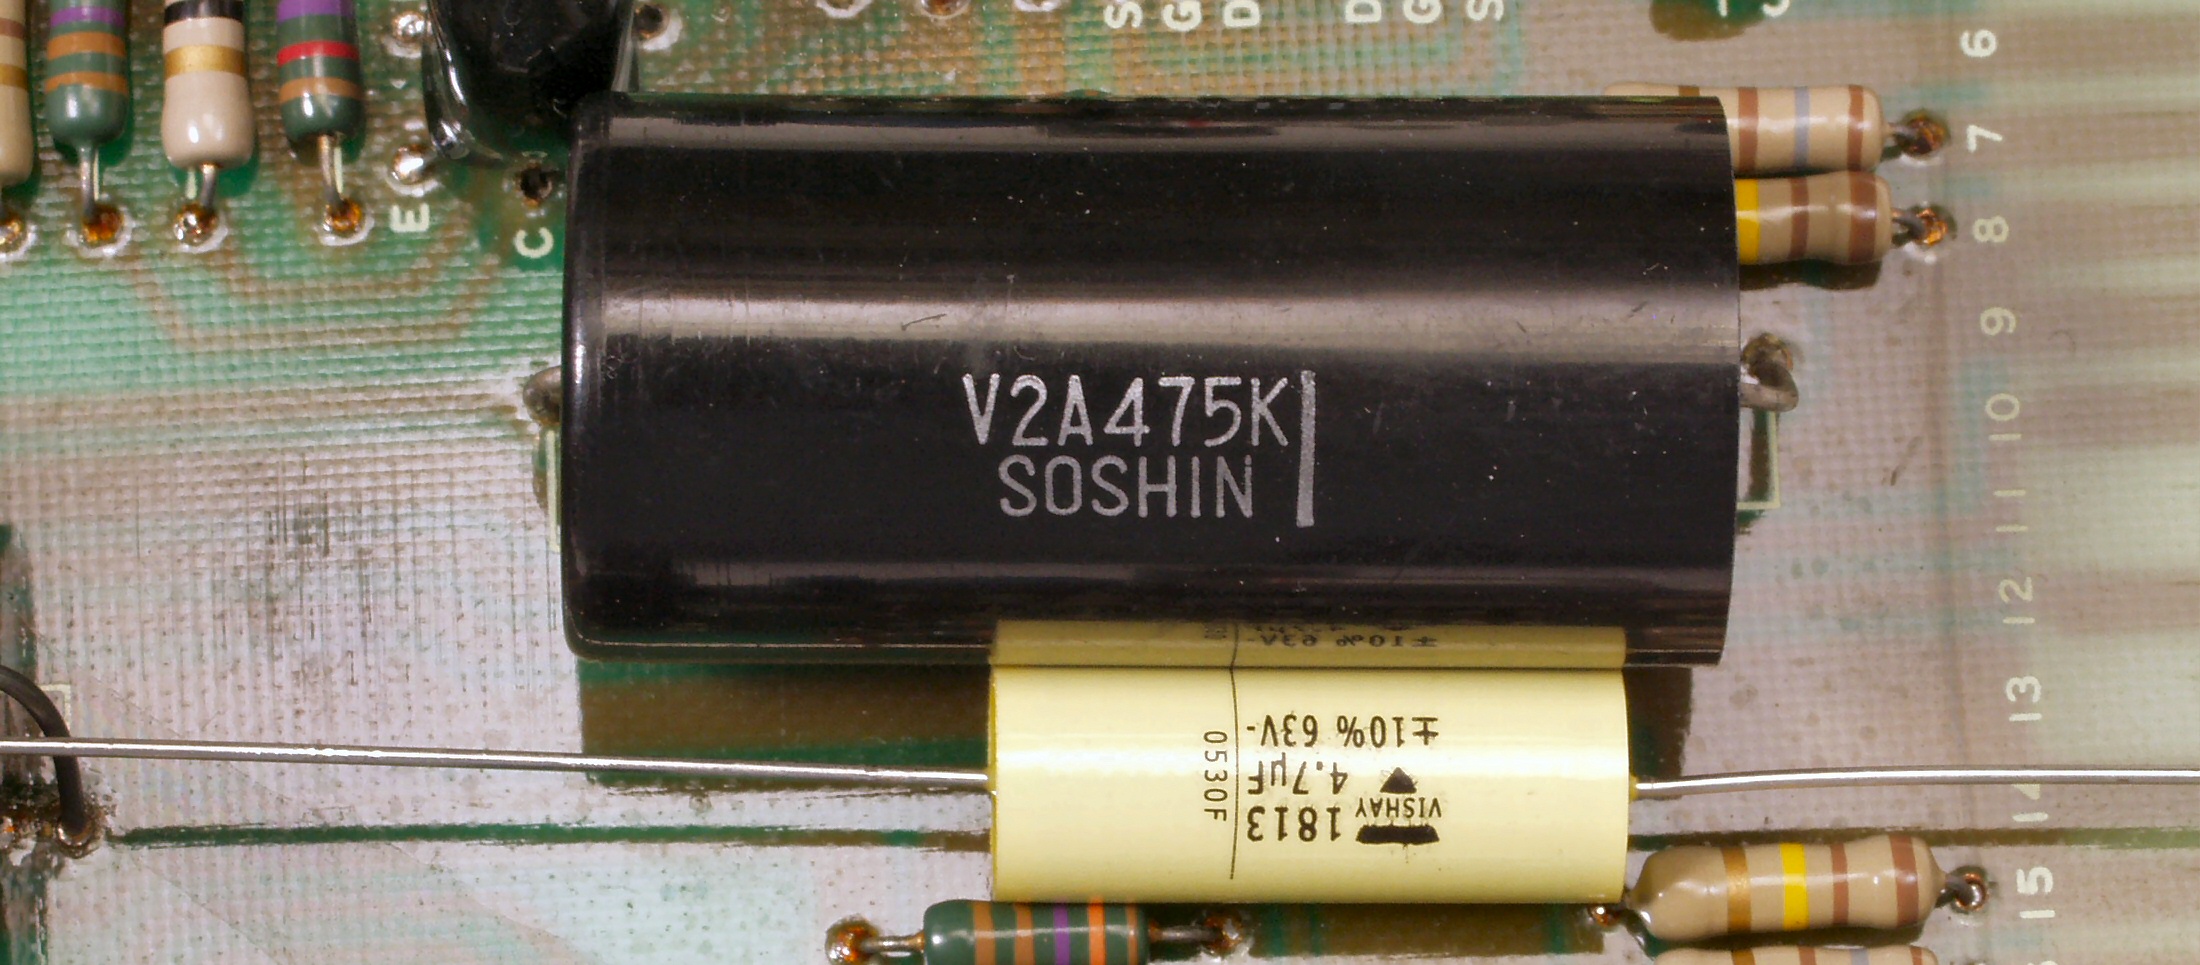 S G D D G S
6
7
8
E
C
9
V2A475K
SOSHIN
10
11
12
13
±10% 63V-
4.7µF
VISHAY
1813
0530F
14
15